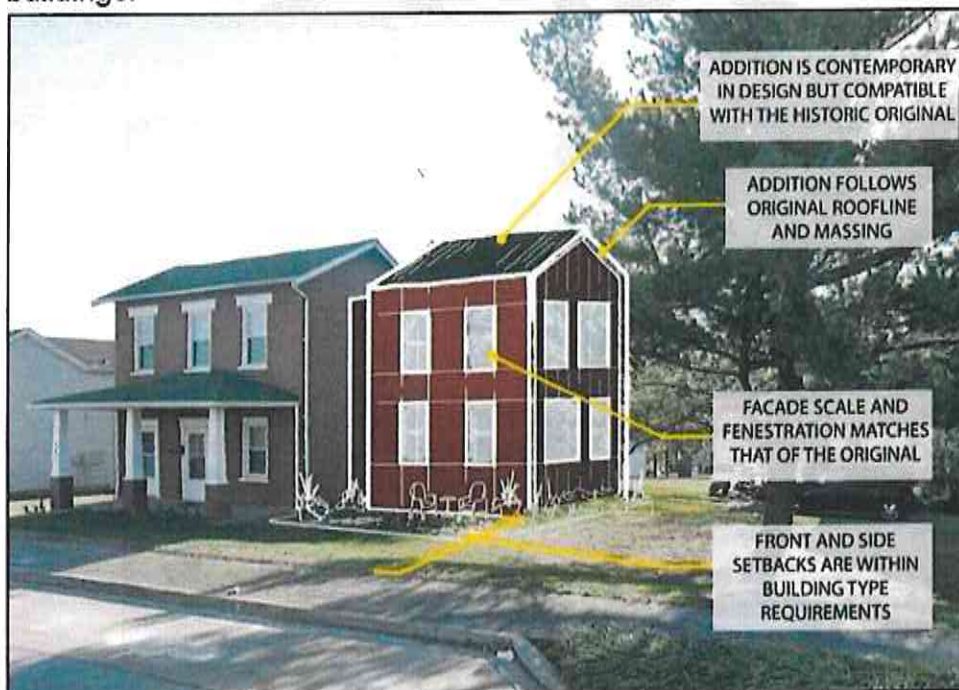 ADDITION IS CONTEMPORARY
IN DESIGN BUT COMPATIBLE
WITH THE HISTORIC ORIGINAL
ADDITION FOLLOWS
ORIGINAL ROOFLINE
AND MASSING
FACADE SCALE AND
FENESTRATION MATCHES
THAT OF THE ORIGINAL
FRONT AND SIDE
SETBACKS ARE WITHIN
BUILDING TYPE
REQUIREMENTS